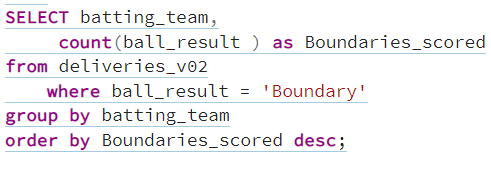 SELECT batting_team,
count(ball_result ) as Boundaries_scored
from deliveries_v02
where ball_result = 'Boundary'
group by batting_team
order by Boundaries_scored desc;